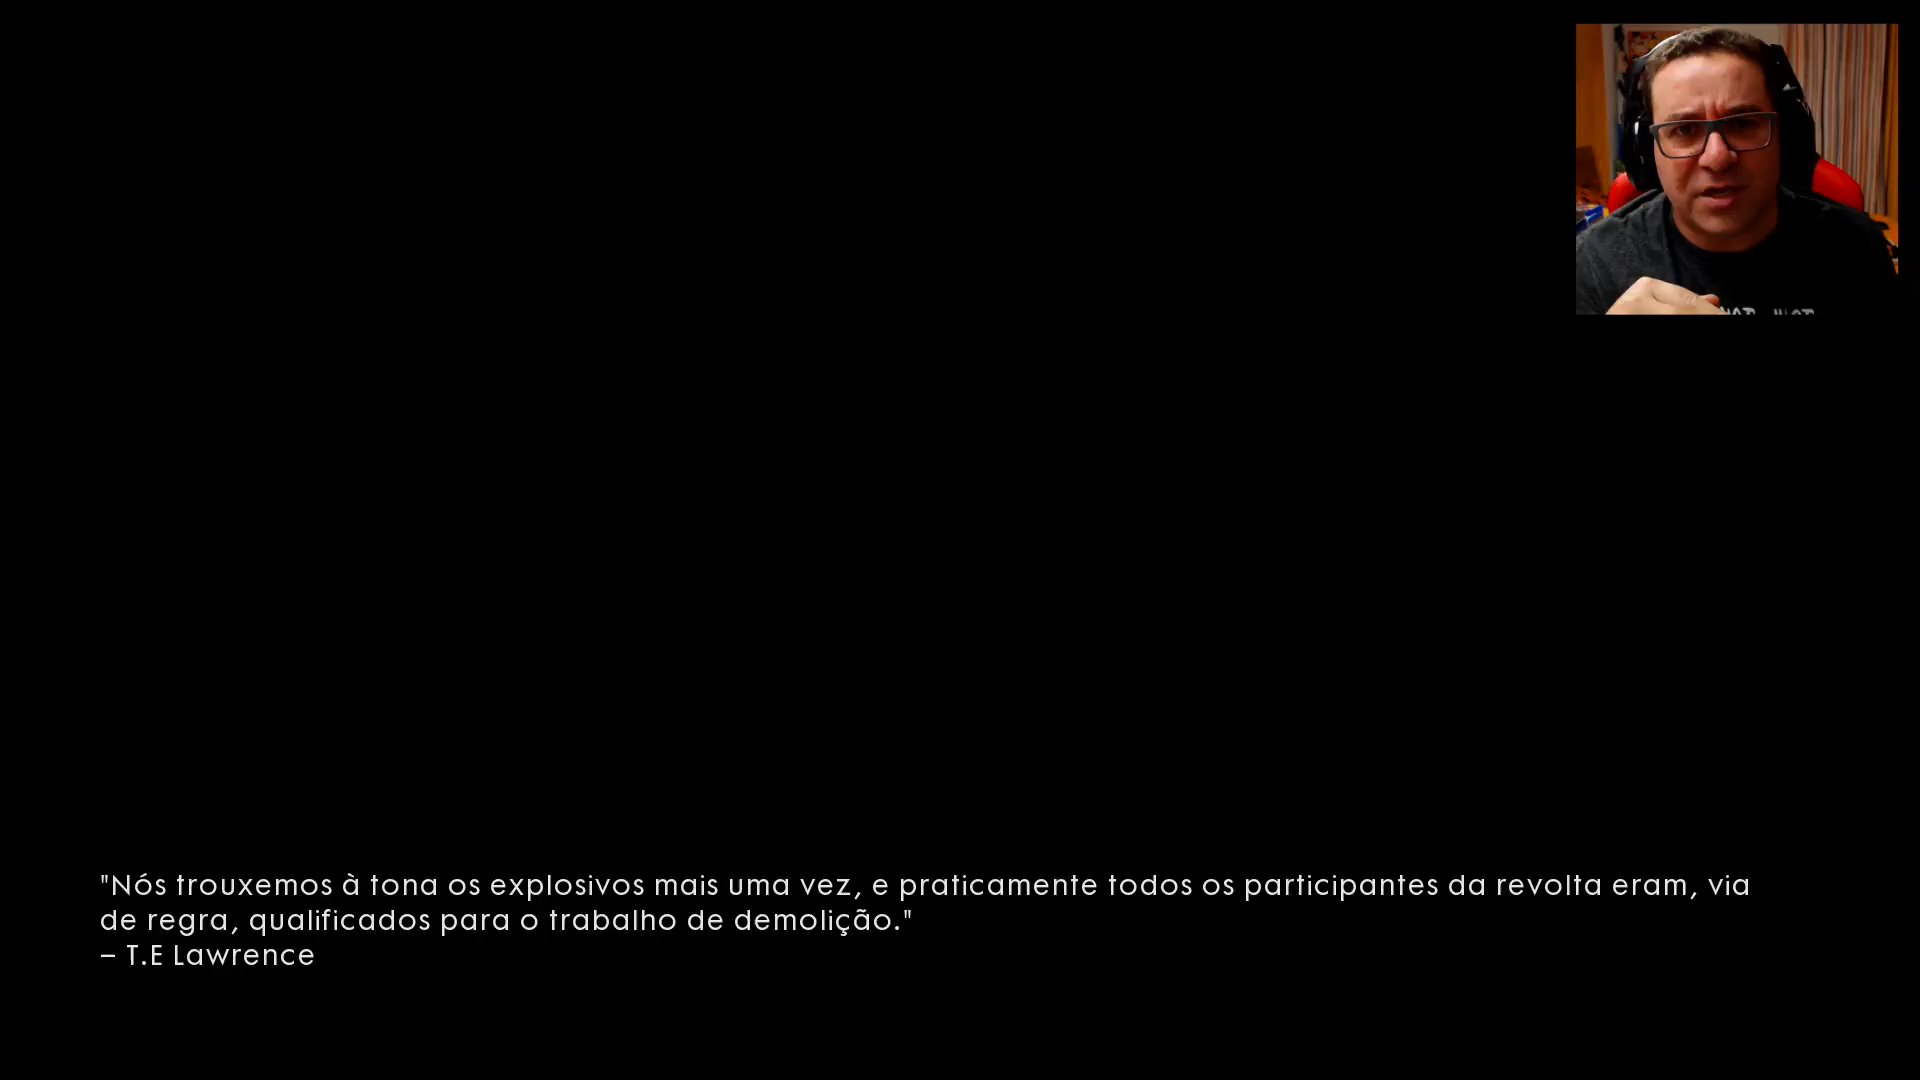 "Nós trouxemos à tona os explosivos mais uma vez, e praticamente todos os participantes da revolta eram, via
de regra, qualificados para o trabalho de demolição."
– T.E Lawrence